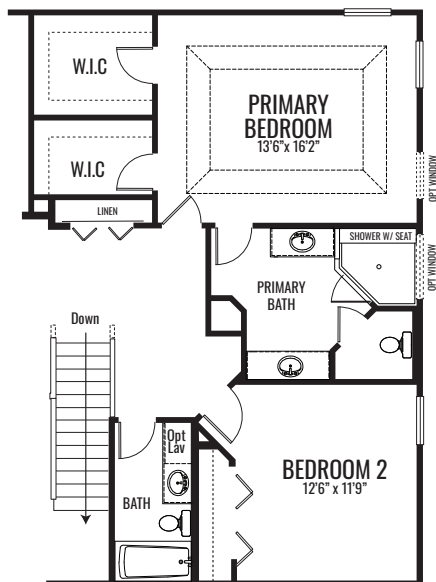 W.I.C
PRIMARY
BEDROOM
13'6"x 16'2"
W.I.C
OPT WINDOW
LINEN
SHOWER W/ SEAT
OPT WINDOW
PRIMARY
BATH
Down
Opt
Lav
BEDROOM 2
12'6" x 11'9"
BATH